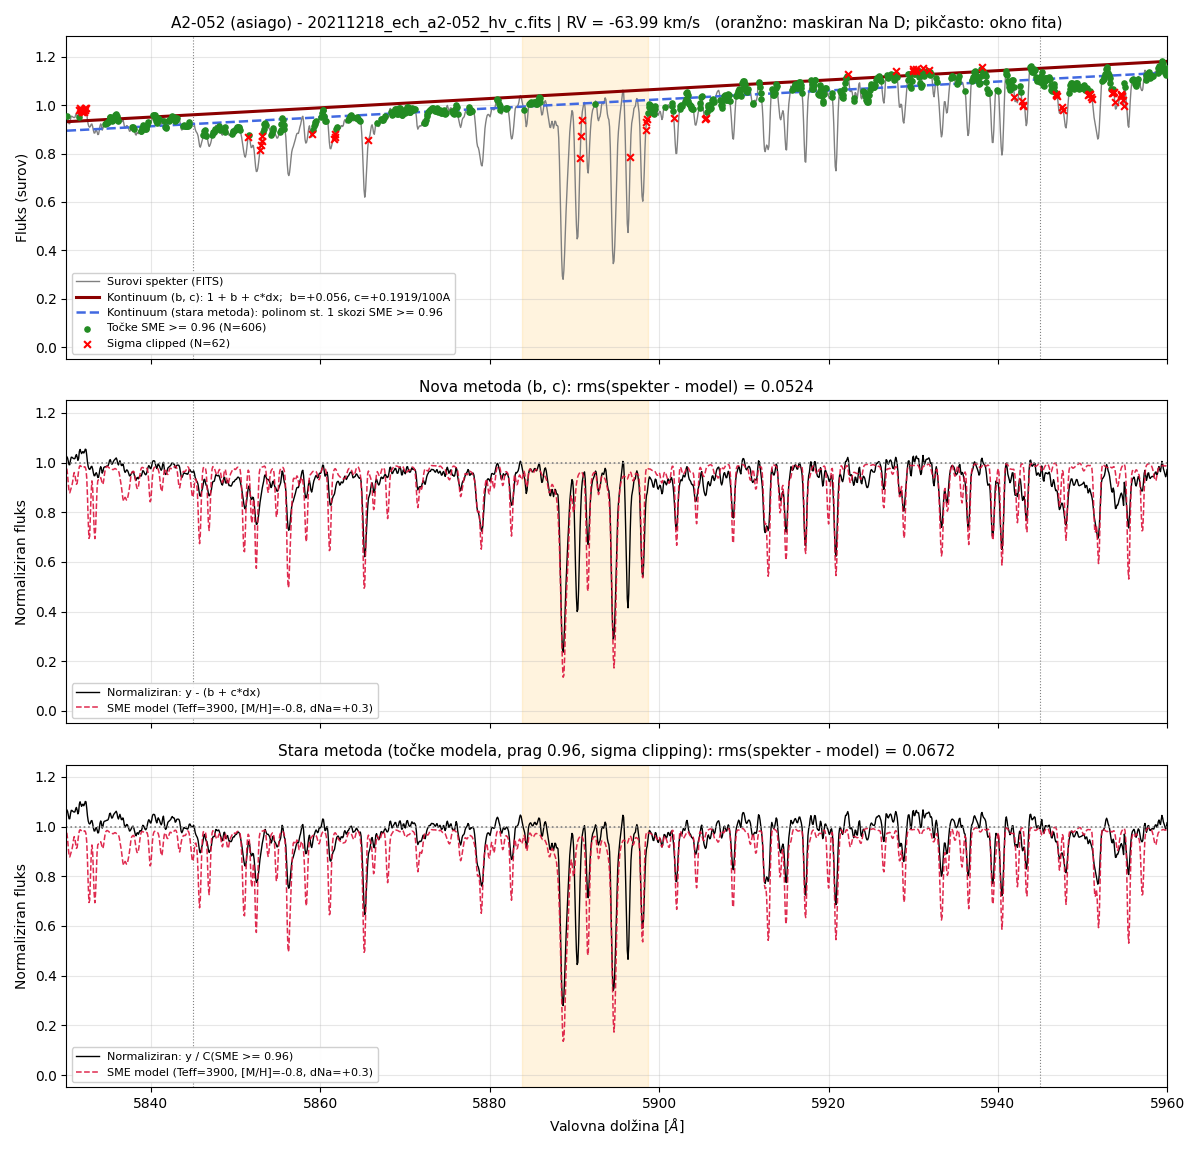 A2-052 (asiago) - 20211218_ech_a2-052_hv_c.fits | RV = -63.99 km/s   (oranžno: maskiran Na D; pikčasto: okno fita)
1.2
1.0
0.8
0.6
0.4
0.2
0.0
Fluks (surov)
Surovi spekter (FITS)
Kontinuum (b, c): 1 + b + c*dx;  b=+0.056, c=+0.1919/100A
Kontinuum (stara metoda): polinom st. 1 skozi SME >= 0.96
Točke SME >= 0.96 (N=606)
Sigma clipped (N=62)
Nova metoda (b, c): rms(spekter - model) = 0.0524
1.2
1.0
0.8
0.6
0.4
0.2
0.0
Normaliziran fluks
Normaliziran: y - (b + c*dx)
SME model (Teff=3900, [M/H]=-0.8, dNa=+0.3)
Stara metoda (točke modela, prag 0.96, sigma clipping): rms(spekter - model) = 0.0672
1.2
1.0
0.8
0.6
0.4
0.2
0.0
Normaliziran fluks
Normaliziran: y / C(SME >= 0.96)
SME model (Teff=3900, [M/H]=-0.8, dNa=+0.3)
5840 5860 5880 5900 5920 5940 5960
Valovna dolžina [Å]